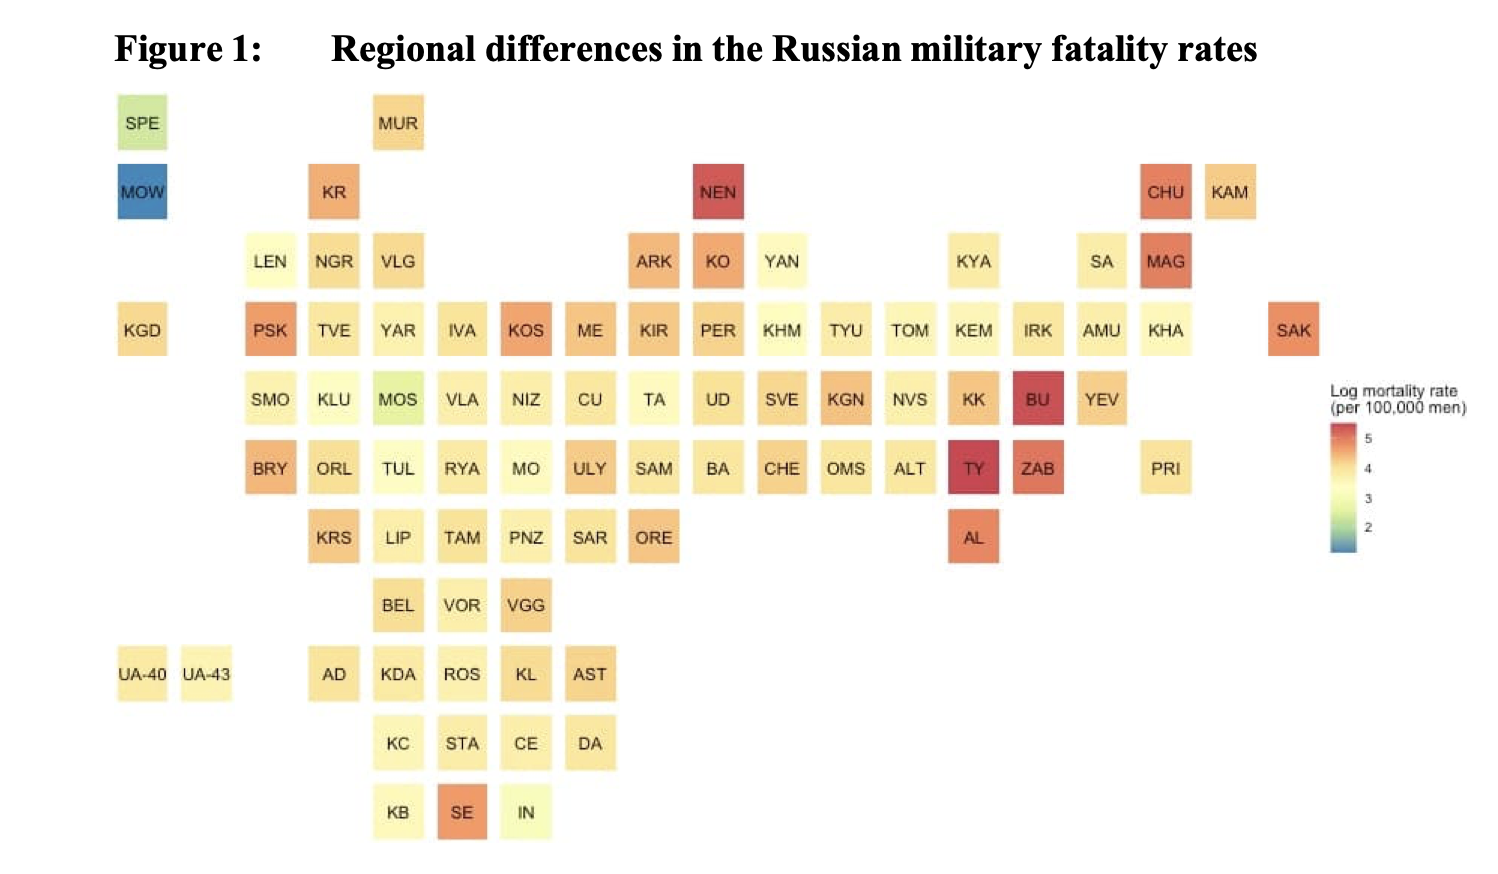 Figure 1: Regional differences in the Russian military fatality rates
SPE MUR
MOW KR NEN CHU KAM
LEN NGR VLG ARK KO YAN KYA SA MAG
KGD PSK TVE YAR IVA KOS ME KIR PER KHM TYU TOM KEM IRK AMU KHA SAK
SMO KLU MOS VLA NIZ CU TA UD SVE KGN NVS KK BU YEV
BRY ORL TUL RYA MO ULY SAM BA CHE OMS ALT TY ZAB PRI
KRS LIP TAM PNZ SAR ORE AL
BEL VOR VGG
UA-40 UA-43 AD KDA ROS KL AST
KC STA CE DA
KB SE IN
Log mortality rate
(per 100,000 men)
5
4
3
2